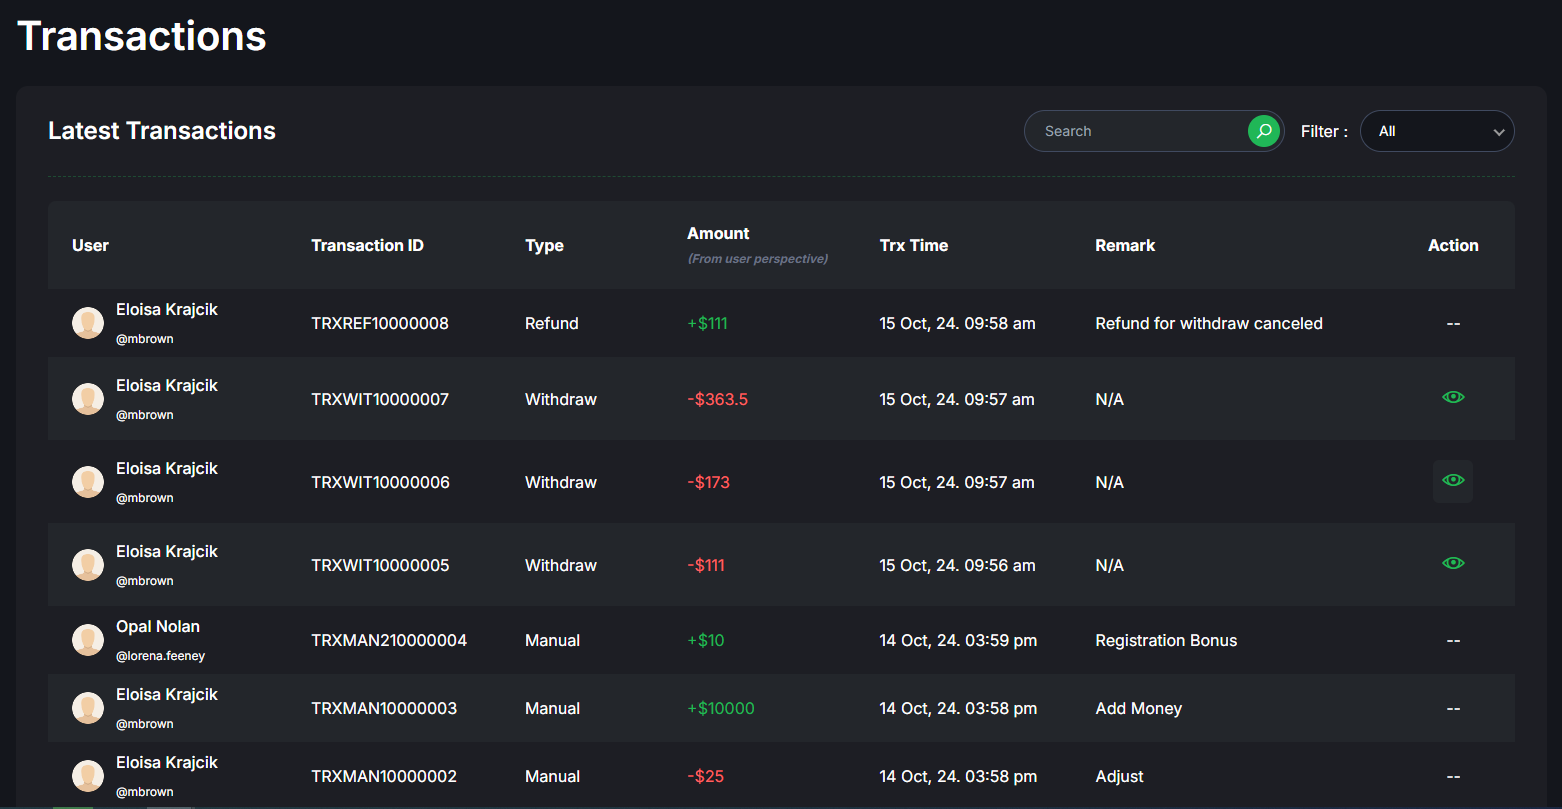 Transactions
Latest Transactions
Search
Filter :
All
User Transaction ID Type Amount Trx Time Remark Action
(From user perspective)
Eloisa Krajcik
@mbrown
TRXREF10000008 Refund +$111 15 Oct, 24. 09:58 am Refund for withdraw canceled --
Eloisa Krajcik
@mbrown
TRXWIT10000007 Withdraw -$363.5 15 Oct, 24. 09:57 am N/A
Eloisa Krajcik
@mbrown
TRXWIT10000006 Withdraw -$173 15 Oct, 24. 09:57 am N/A
Eloisa Krajcik
@mbrown
TRXWIT10000005 Withdraw -$111 15 Oct, 24. 09:56 am N/A
Opal Nolan
@lorena.feeney
TRXMAN210000004 Manual +$10 14 Oct, 24. 03:59 pm Registration Bonus --
Eloisa Krajcik
@mbrown
TRXMAN10000003 Manual +$10000 14 Oct, 24. 03:58 pm Add Money --
Eloisa Krajcik
@mbrown
TRXMAN10000002 Manual -$25 14 Oct, 24. 03:58 pm Adjust --